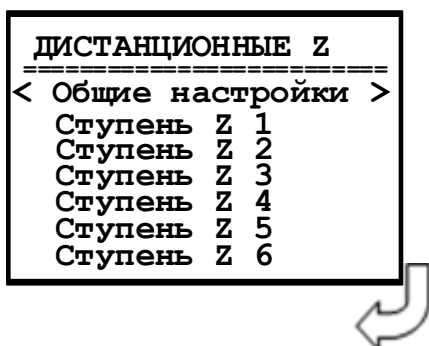 ДИСТАНЦИОННЫЕ Z
==========================
< Общие настройки >
Ступень Z 1
Ступень Z 2
Ступень Z 3
Ступень Z 4
Ступень Z 5
Ступень Z 6